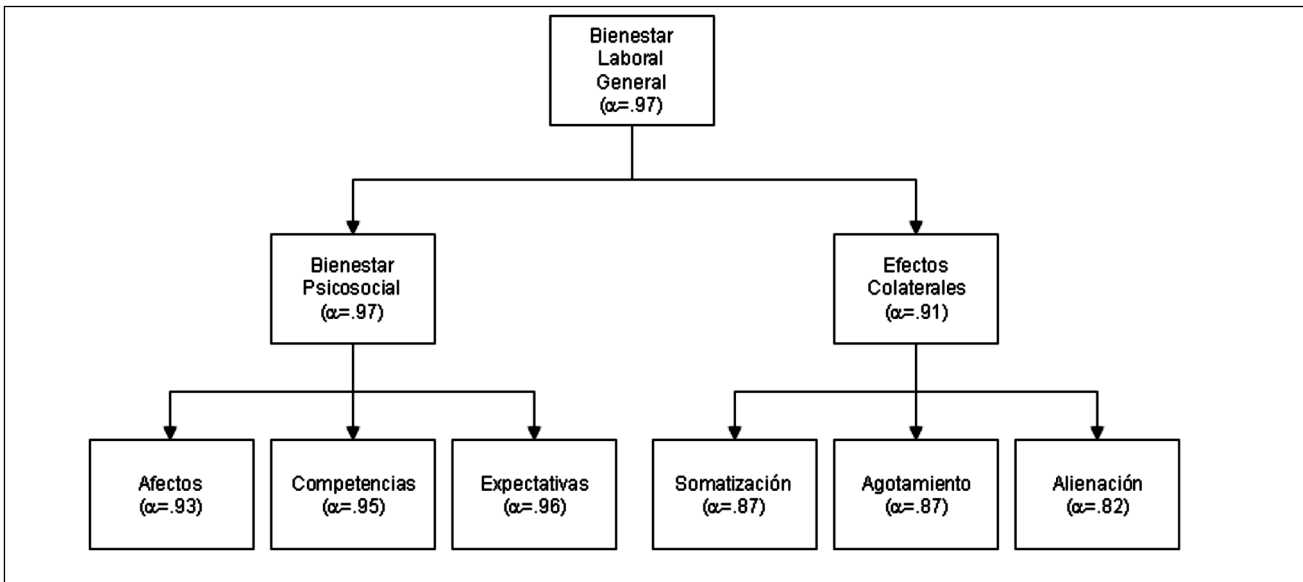 Bienestar
Laboral
General
(α=.97)
Bienestar
Psicosocial
(α=.97)
Efectos
Colaterales
(α=.91)
Afectos
(α=.93)
Competencias
(α=.95)
Expectativas
(α=.96)
Somatización
(α=.87)
Agotamiento
(α=.87)
Alienación
(α=.82)